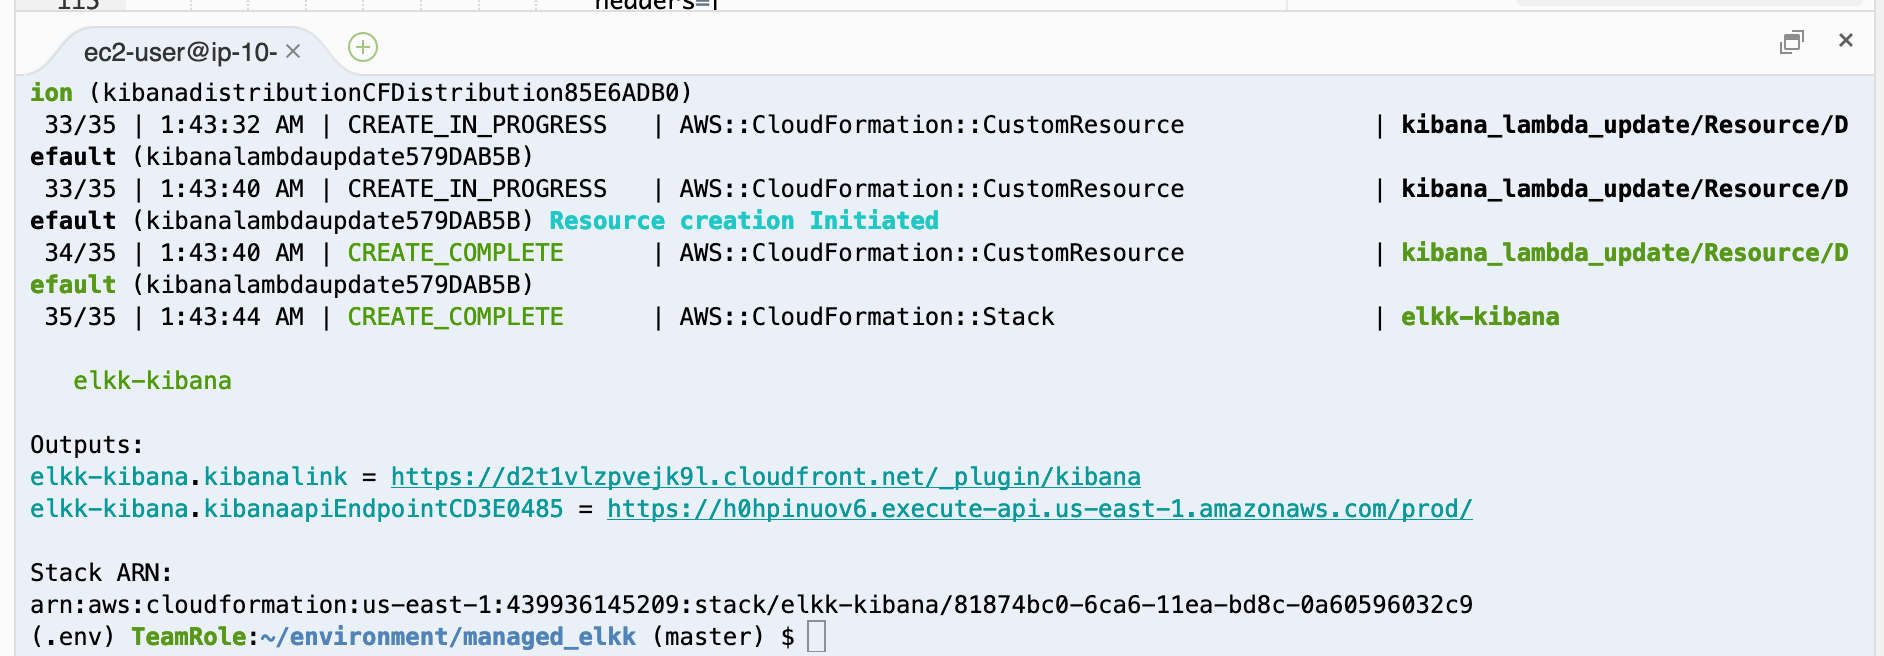 115 headers=[
ec2-user@ip-10- ×
ion (kibanadistributionCFDistribution85E6ADB0)
33/35 | 1:43:32 AM | CREATE_IN_PROGRESS | AWS::CloudFormation::CustomResource | kibana_lambda_update/Resource/D
efault (kibanalambdaupdate579DAB5B)
33/35 | 1:43:40 AM | CREATE_IN_PROGRESS | AWS::CloudFormation::CustomResource | kibana_lambda_update/Resource/D
efault (kibanalambdaupdate579DAB5B) Resource creation Initiated
34/35 | 1:43:40 AM | CREATE_COMPLETE | AWS::CloudFormation::CustomResource | kibana_lambda_update/Resource/D
efault (kibanalambdaupdate579DAB5B)
35/35 | 1:43:44 AM | CREATE_COMPLETE | AWS::CloudFormation::Stack | elkk-kibana
elkk-kibana
Outputs:
elkk-kibana.kibanalink = https://d2t1vlzpvejk9l.cloudfront.net/_plugin/kibana
elkk-kibana.kibanaapiEndpointCD3E0485 = https://h0hpinuov6.execute-api.us-east-1.amazonaws.com/prod/
Stack ARN:
arn:aws:cloudformation:us-east-1:439936145209:stack/elkk-kibana/81874bc0-6ca6-11ea-bd8c-0a60596032c9
(.env) TeamRole:~/environment/managed_elkk (master) $